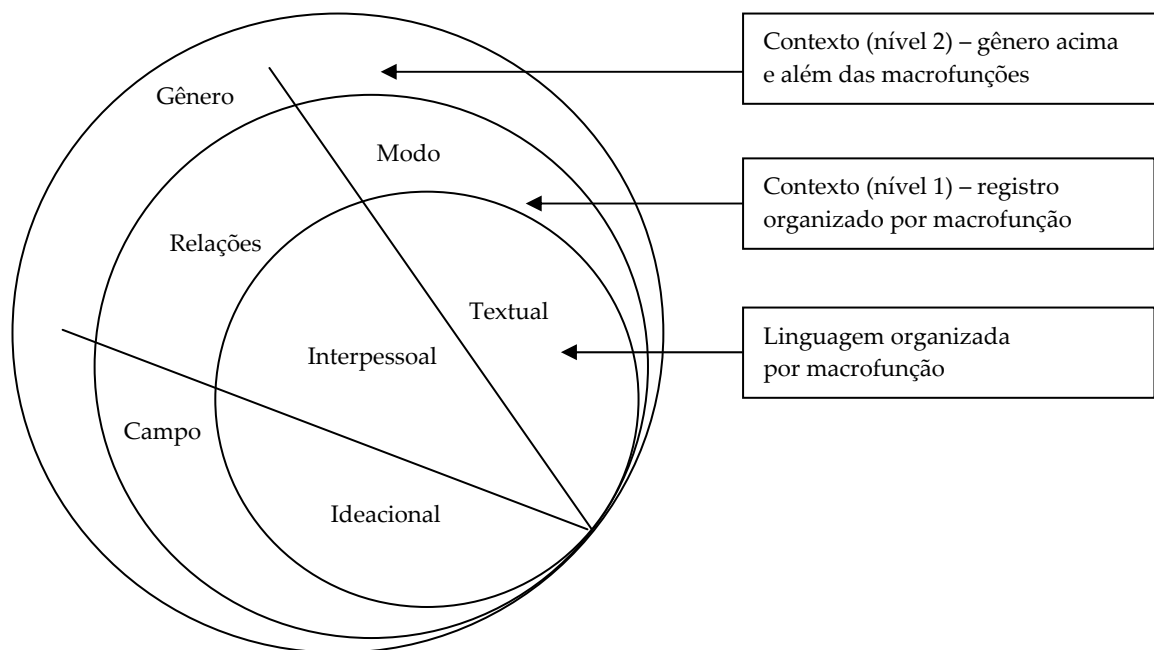 Contexto (nível 2) – gênero acima
e além das macrofunções
Gênero
Modo
Contexto (nível 1) – registro
organizado por macrofunção
Relações
Textual
Interpessoal
Linguagem organizada
por macrofunção
Campo
Ideacional